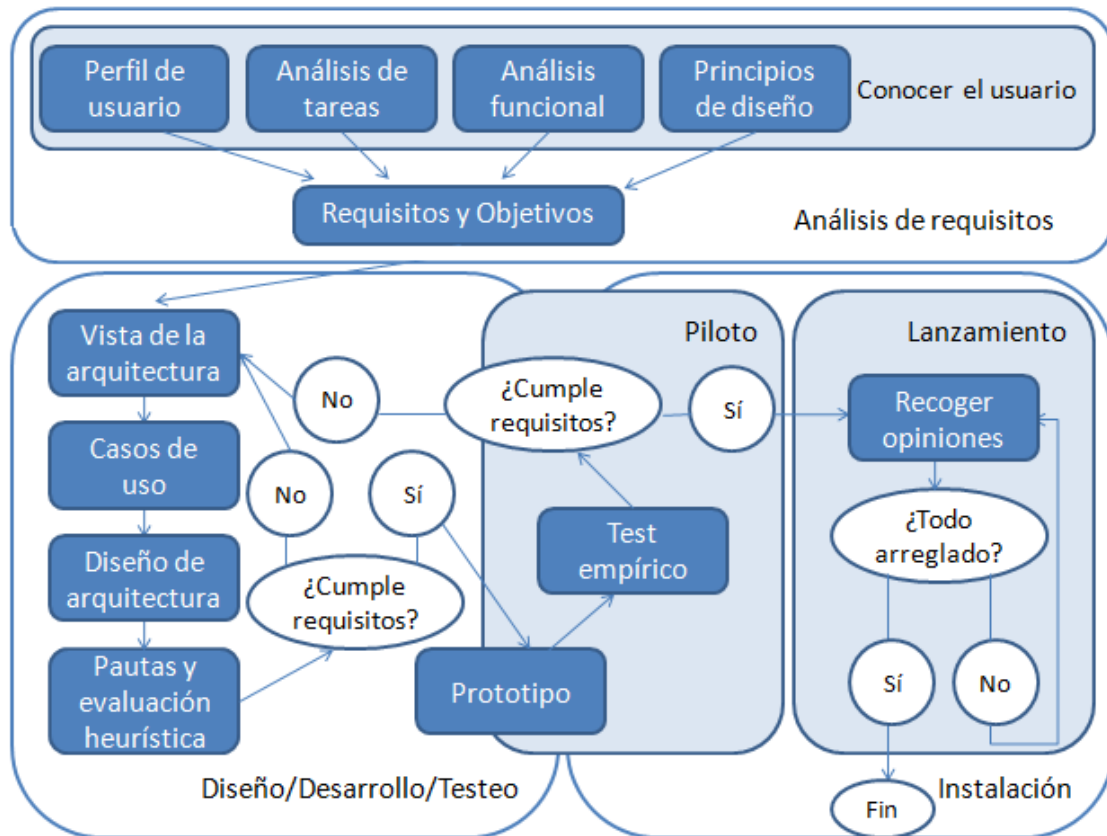 Perfil de
usuario
Análisis de
tareas
Análisis
funcional
Principios
de diseño
Conocer el usuario
Requisitos y Objetivos
Análisis de requisitos
Vista de la
arquitectura
Casos de
uso
Diseño de
arquitectura
Pautas y
evaluación
heurística
No
No
Sí
¿Cumple
requisitos?
Diseño/Desarrollo/Testeo
Piloto
¿Cumple
requisitos?
Sí
Test
empírico
Prototipo
Lanzamiento
Recoger
opiniones
¿Todo
arreglado?
Sí
No
Fin
Instalación